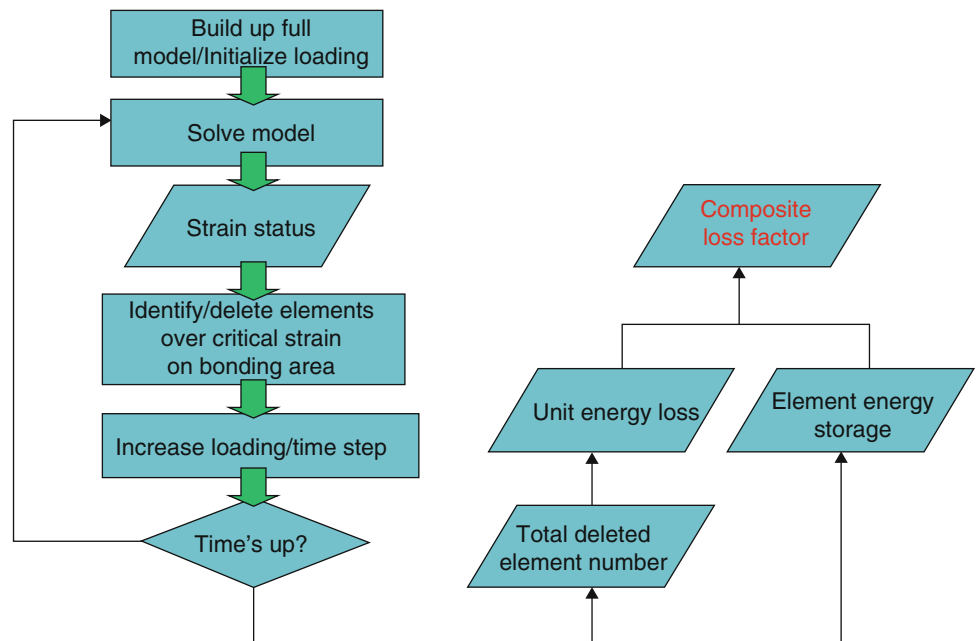 Build up full
model/Initialize loading
Solve model
Strain status
Identify/delete elements
over critical strain
on bonding area
Increase loading/time step
Time's up?
Composite
loss factor
Unit energy loss
Element energy
storage
Total deleted
element number